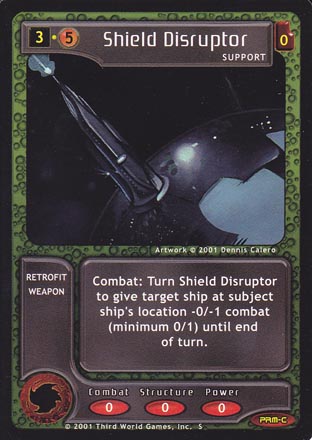 3 • 5
Shield Disruptor
0
SUPPORT
Artwork © 2001 Dennis Calero
RETROFIT
WEAPON
Combat: Turn Shield Disruptor
to give target ship at subject
ship's location -0/-1 combat
(minimum 0/1) until end
of turn.
Combat Structure Power
0 0 0
PRM-C
© 2001 Third World Games, Inc. S